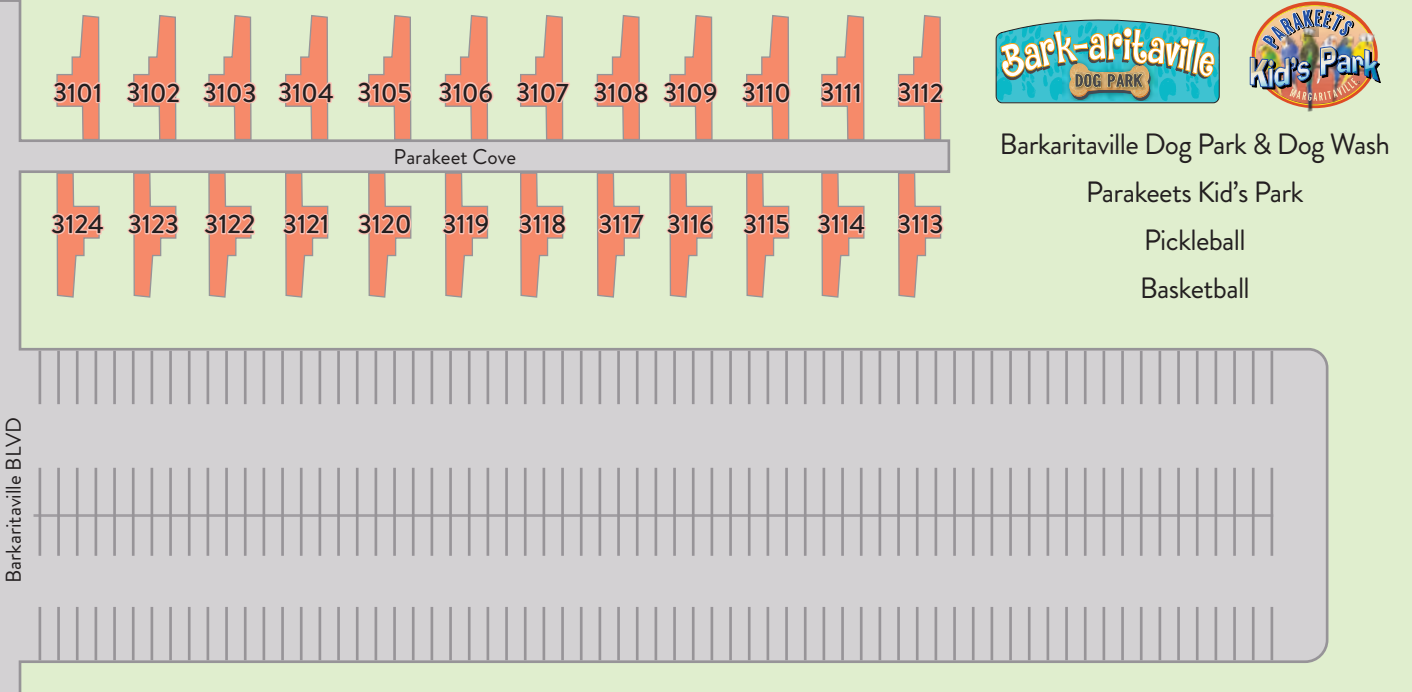 3101 3102 3103 3104 3105 3106 3107 3108 3109 3110 3111 3112
Parakeet Cove
3124 3123 3122 3121 3120 3119 3118 3117 3116 3115 3114 3113
Bark-aritaville
DOG PARK
PARAKEETS
Kid's Park
MARGARITAVILLE
Barkaritaville Dog Park & Dog Wash
Parakeets Kid's Park
Pickleball
Basketball
Barkaritaville BLVD